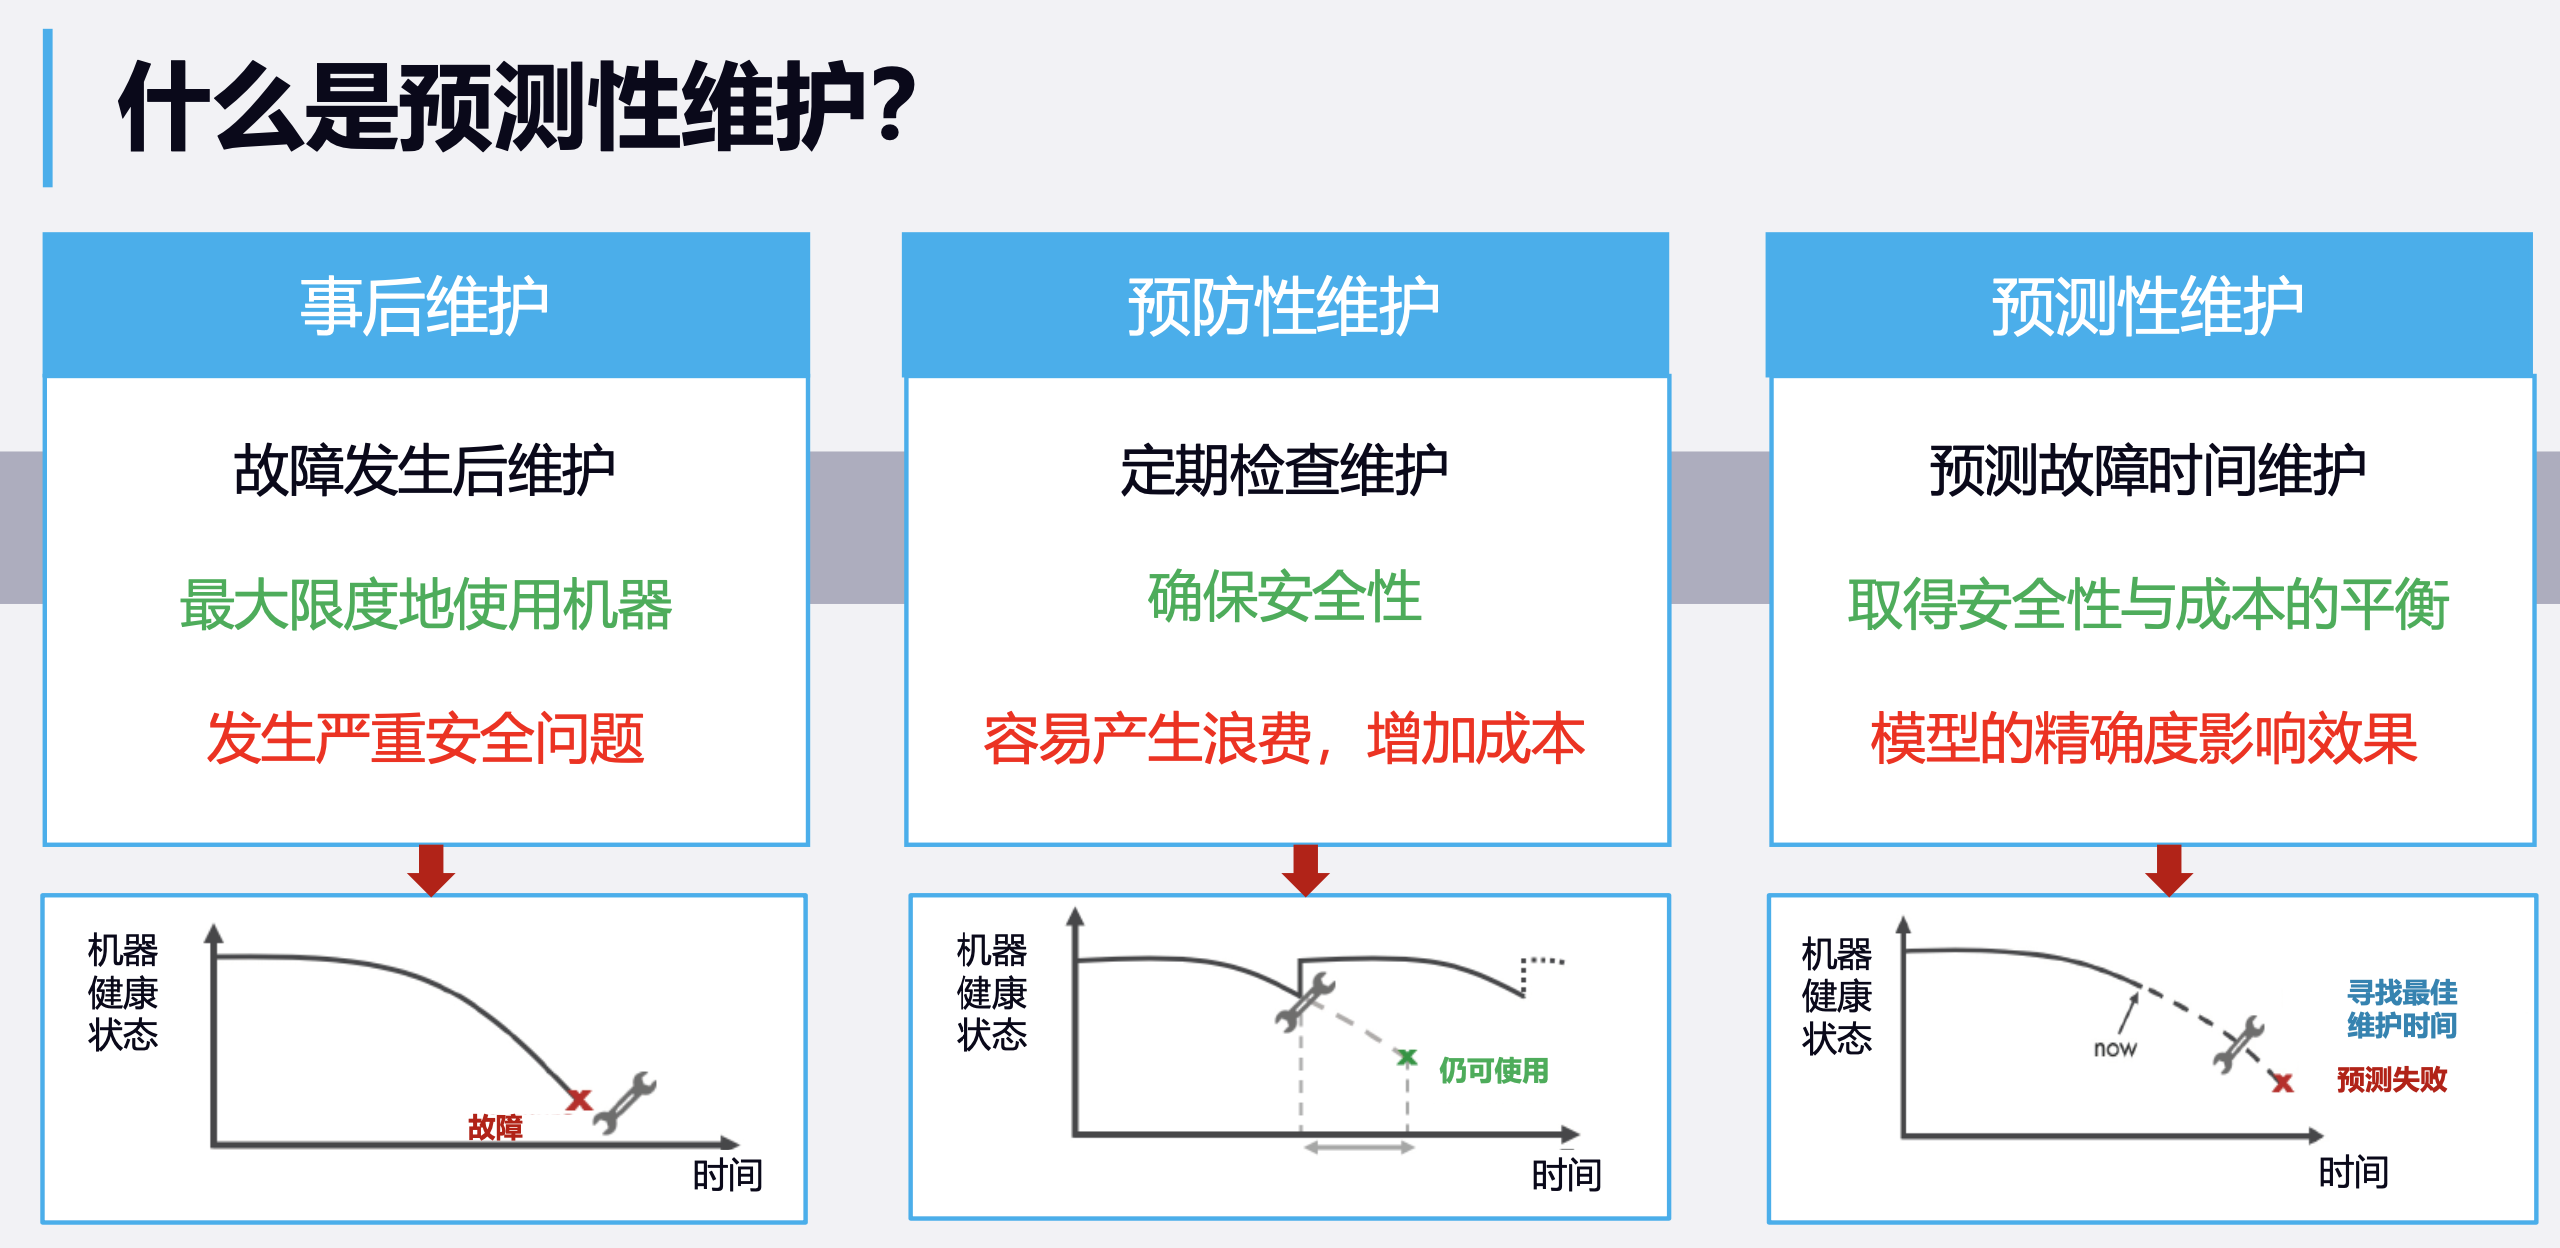 什么是预测性维护?
事后维护
故障发生后维护
最大限度地使用机器
发生严重安全问题
预防性维护
定期检查维护
确保安全性
容易产生浪费，增加成本
预测性维护
预测故障时间维护
取得安全性与成本的平衡
模型的精确度影响效果
机器
健康
状态
故障
时间
机器
健康
状态
仍可使用
时间
机器
健康
状态
now
寻找最佳
维护时间
预测失败
时间